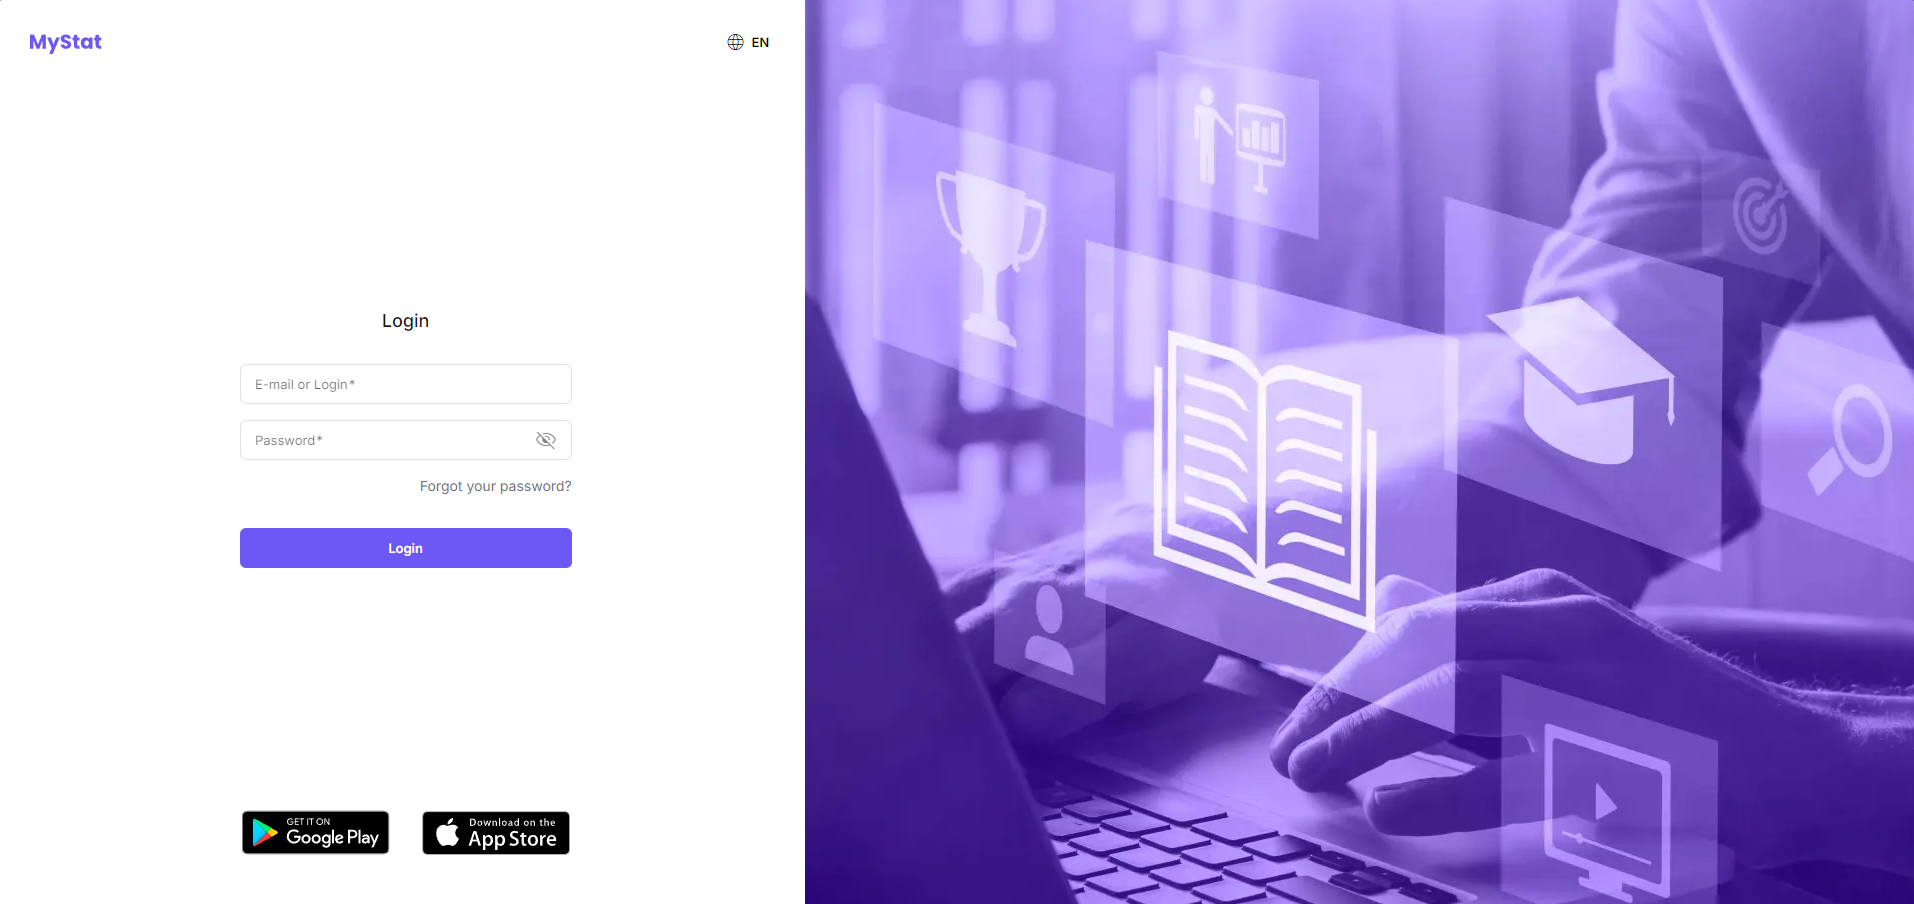 MyStat
EN
Login
E-mail or Login*
Password*
Forgot your password?
Login
GET IT ON
Google Play
Download on the
App Store